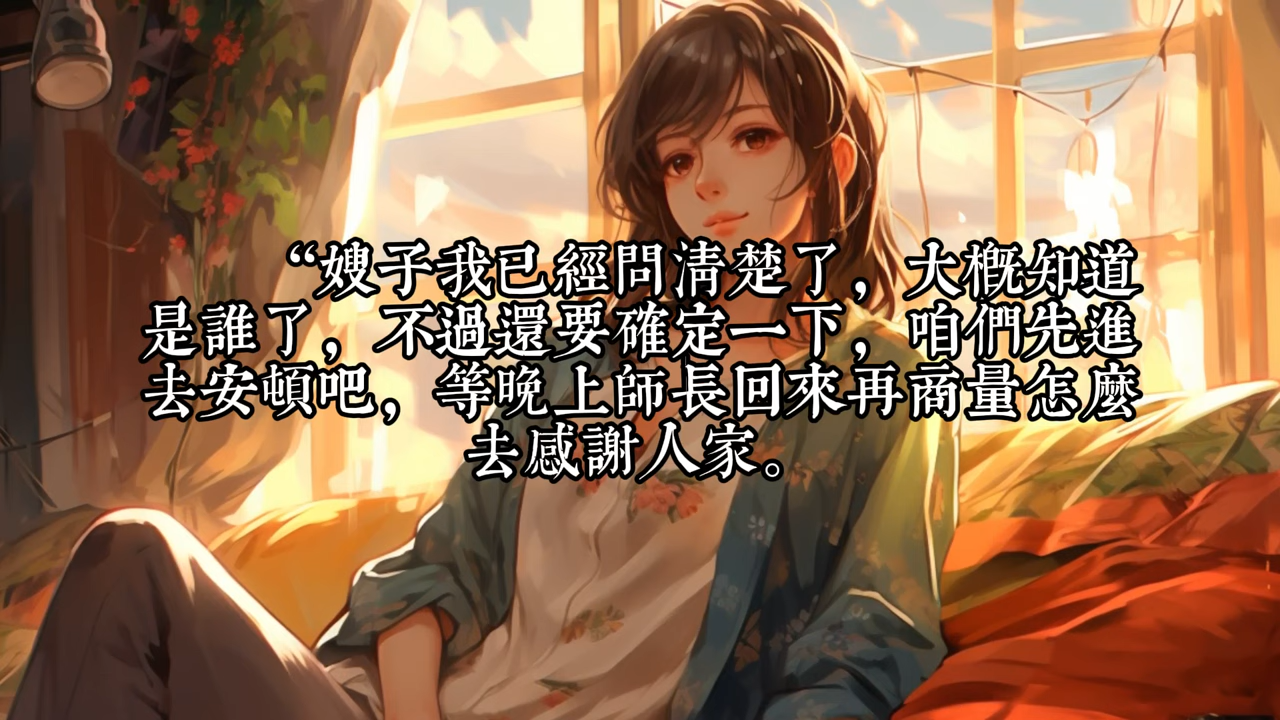 “嫂子我已經問清楚了，大概知道
是誰了，不過還要確定一下，咱們先進
去安頓吧，等晚上師長回來再商量怎麼
去感謝人家。